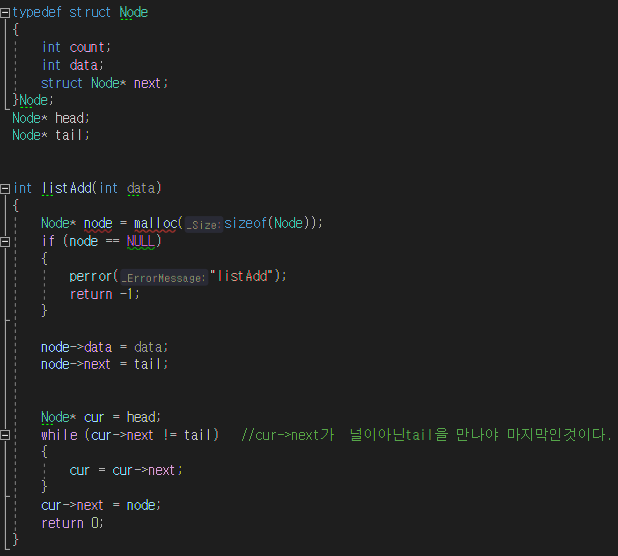 typedef struct Node
{
int count;
int data;
struct Node* next;
}Node;
Node* head;
Node* tail;
int listAdd(int data)
{
Node* node = malloc(_Size:sizeof(Node));
if (node == NULL)
{
perror(_ErrorMessage:"listAdd");
return -1;
}
node->data = data;
node->next = tail;
Node* cur = head;
while (cur->next != tail) //cur->next가 널이아닌tail을 만나야 마지막인것이다.
{
cur = cur->next;
}
cur->next = node;
return 0;
}